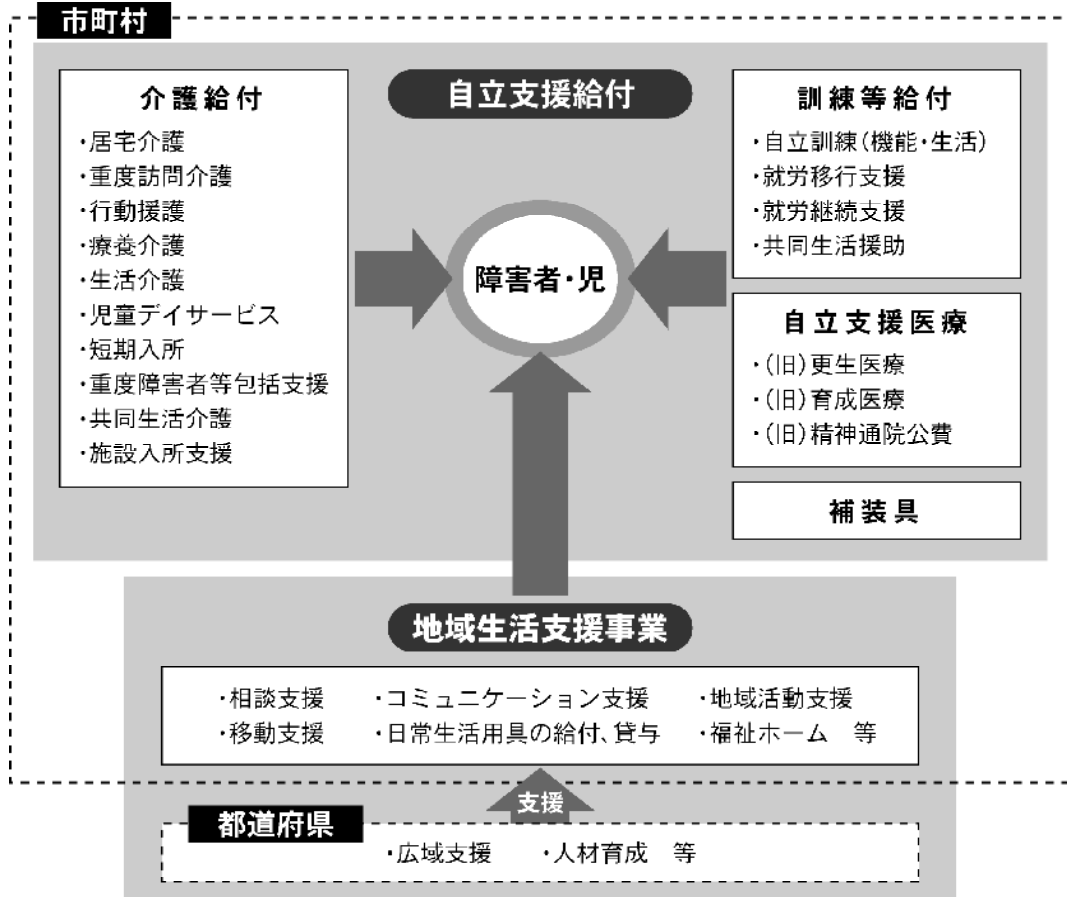 市町村
自立支援給付
介護給付
・居宅介護
・重度訪問介護
・行動援護
・療養介護
・生活介護
・児童デイサービス
・短期入所
・重度障害者等包括支援
・共同生活介護
・施設入所支援
障害者・児
訓練等給付
・自立訓練(機能・生活)
・就労移行支援
・就労継続支援
・共同生活援助
自立支援医療
・(旧)更生医療
・(旧)育成医療
・(旧)精神通院公費
補装具
地域生活支援事業
・相談支援 ・コミュニケーション支援 ・地域活動支援
・移動支援 ・日常生活用具の給付、貸与 ・福祉ホーム 等
支援
都道府県
・広域支援 ・人材育成 等